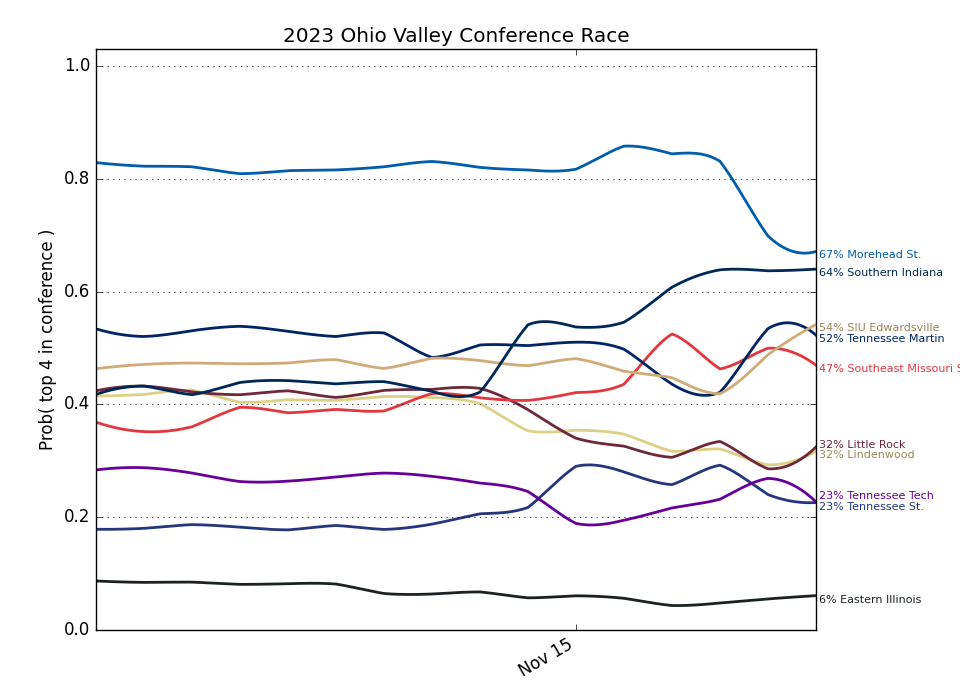 2023 Ohio Valley Conference Race
Prob( top 4 in conference )
1.0
0.8
0.6
0.4
0.2
0.0
Nov 15
67% Morehead St.
64% Southern Indiana
54% SIU Edwardsville
52% Tennessee Martin
47% Southeast Missouri S
32% Little Rock
32% Lindenwood
23% Tennessee Tech
23% Tennessee St.
6% Eastern Illinois